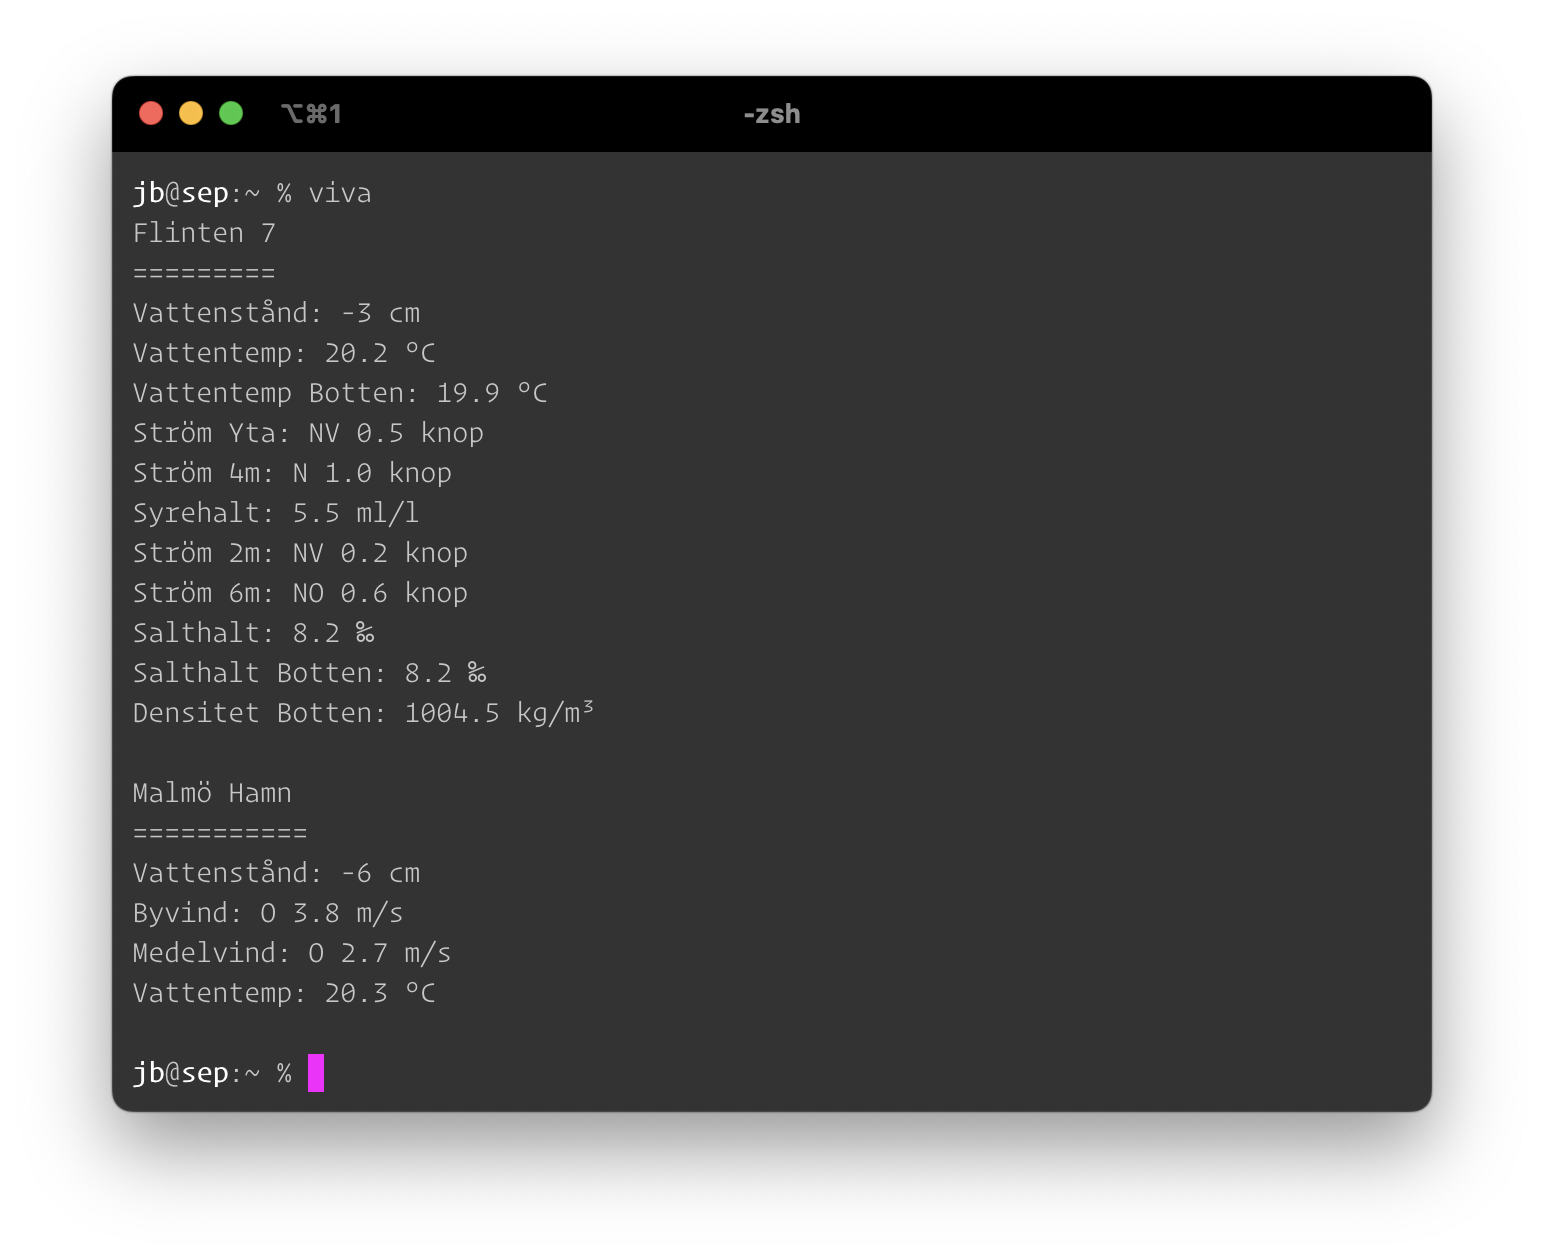 ⌥⌘1
-zsh
jb@sep:~ % viva
Flinten 7
=========
Vattenstånd: -3 cm
Vattentemp: 20.2 °C
Vattentemp Botten: 19.9 °C
Ström Yta: NV 0.5 knop
Ström 4m: N 1.0 knop
Syrehalt: 5.5 ml/l
Ström 2m: NV 0.2 knop
Ström 6m: NO 0.6 knop
Salthalt: 8.2 ‰
Salthalt Botten: 8.2 ‰
Densitet Botten: 1004.5 kg/m³
Malmö Hamn
===========
Vattenstånd: -6 cm
Byvind: O 3.8 m/s
Medelvind: O 2.7 m/s
Vattentemp: 20.3 °C
jb@sep:~ %